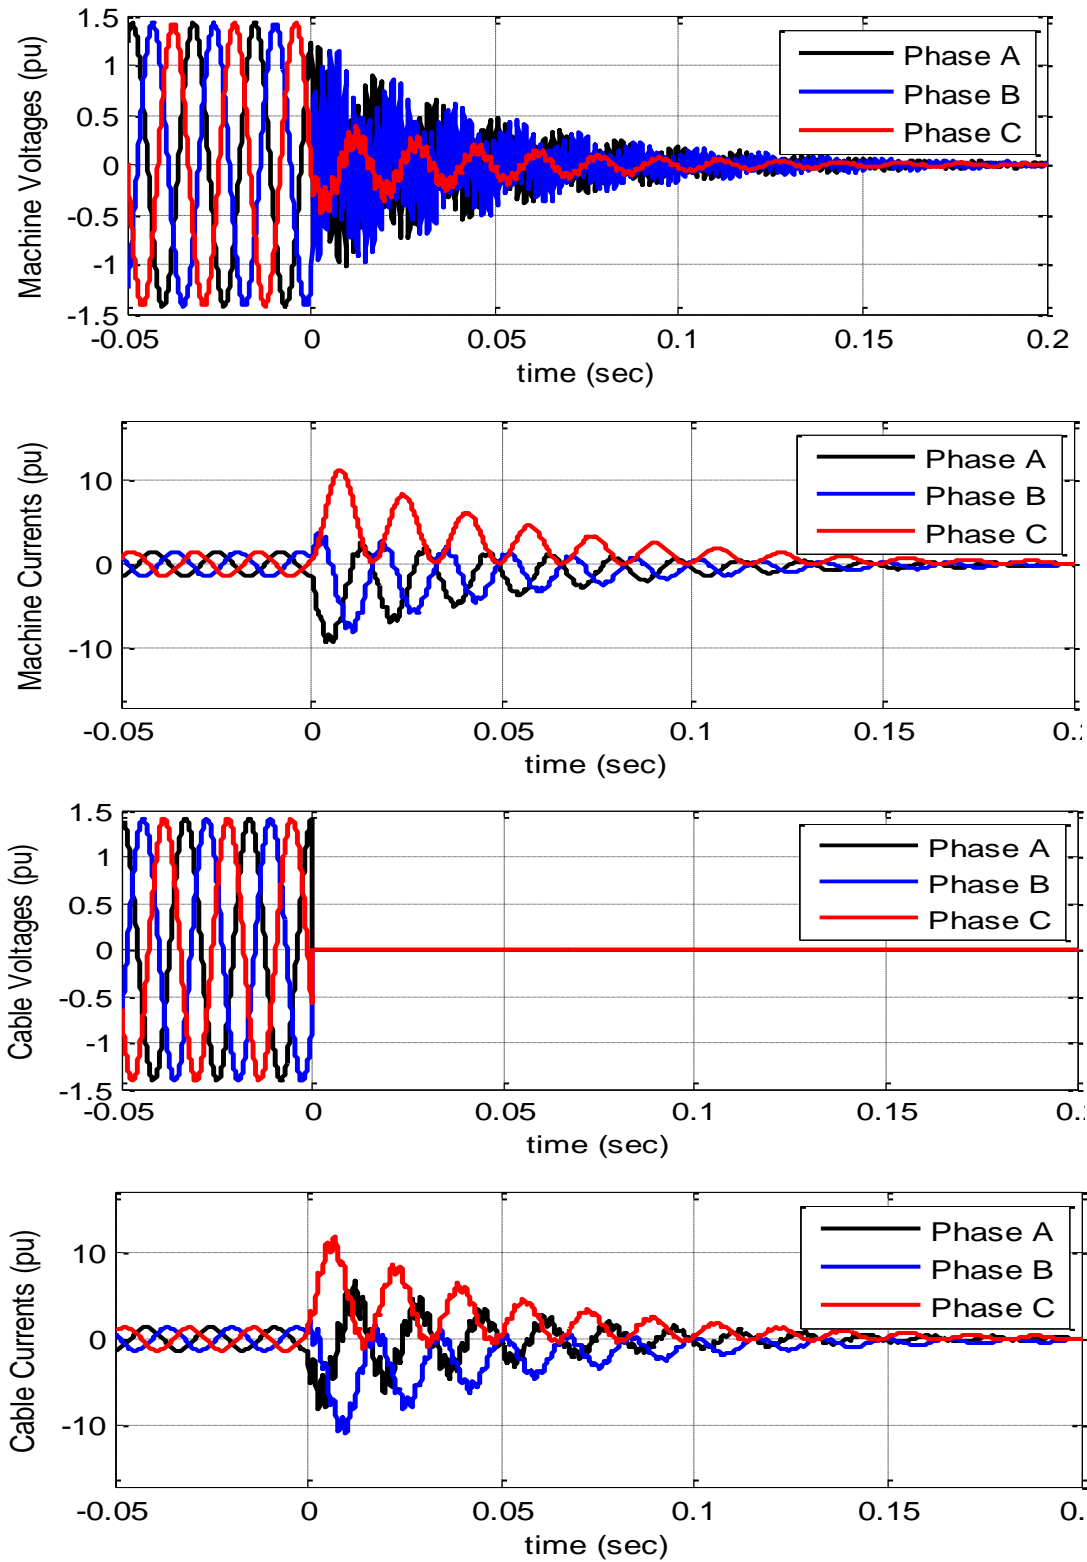 Machine Voltages (pu)
1.5
1
0.5
0
-0.5
-1
-1.5
Phase A
Phase B
Phase C
-0.05 0 0.05 0.1 0.15 0.2
time (sec)
Machine Currents (pu)
10
0
-10
Phase A
Phase B
Phase C
-0.05 0 0.05 0.1 0.15
time (sec)
Cable Voltages (pu)
1.5
1
0.5
0
-0.5
-1
-1.5
Phase A
Phase B
Phase C
-0.05 0 0.05 0.1 0.15
time (sec)
Cable Currents (pu)
10
0
-10
Phase A
Phase B
Phase C
-0.05 0 0.05 0.1 0.15 0.
time (sec)